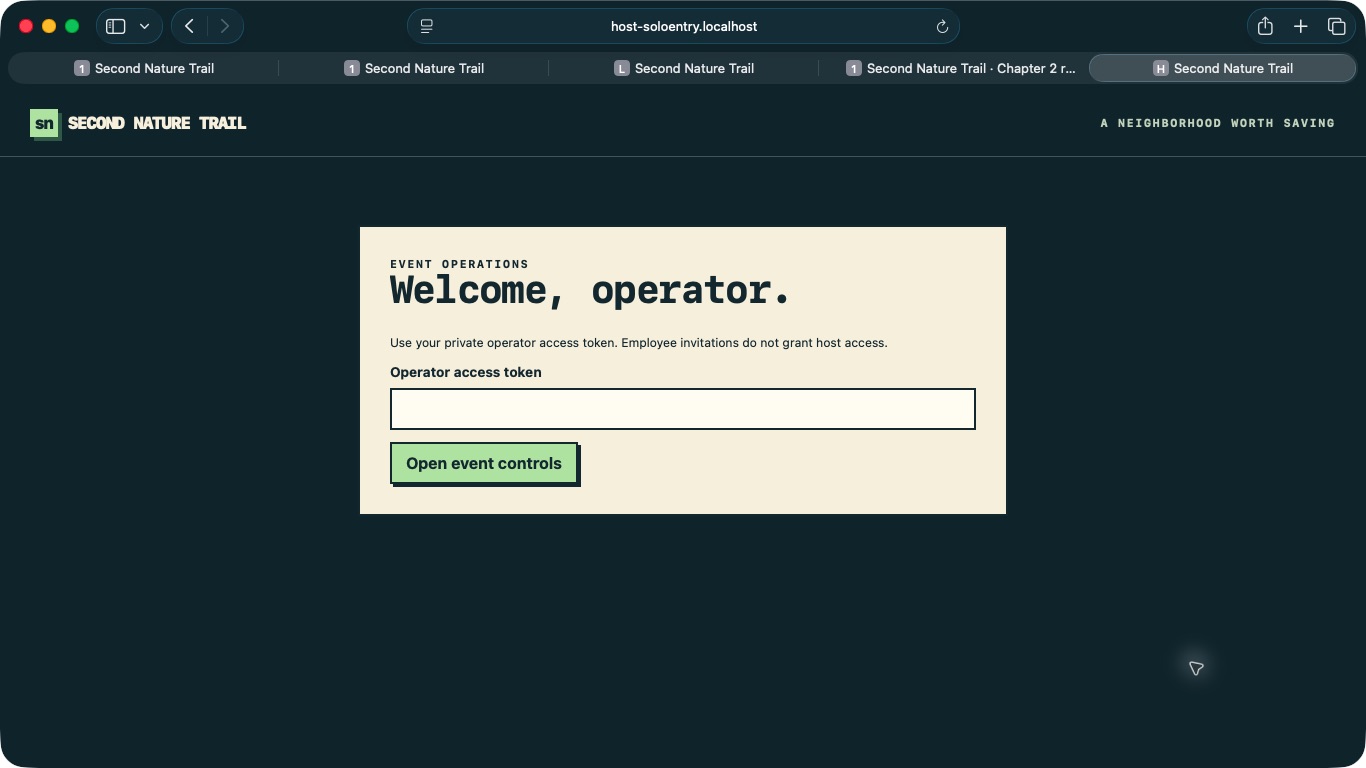 host-soloentry.localhost
1 Second Nature Trail
1 Second Nature Trail
L Second Nature Trail
1 Second Nature Trail · Chapter 2 r...
H Second Nature Trail
sn SECOND NATURE TRAIL
A NEIGHBORHOOD WORTH SAVING
EVENT OPERATIONS
Welcome, operator.
Use your private operator access token. Employee invitations do not grant host access.
Operator access token
Open event controls